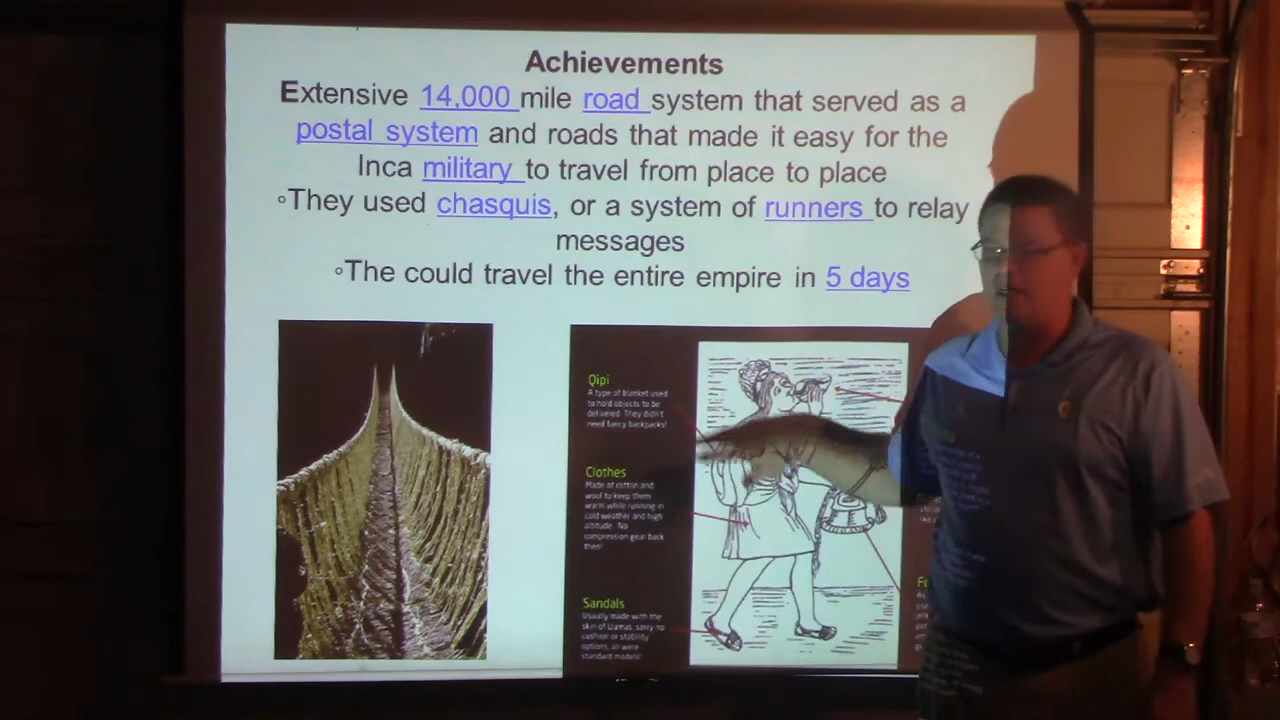 Achievements
Extensive 14,000 mile road system that served as a
postal system and roads that made it easy for the
Inca military to travel from place to place
◦They used chasquis, or a system of runners to relay
messages
◦The could travel the entire empire in 5 days
Qipi
A type of blanket used
to hold objects to be
delivered. They didn't
need fancy backpacks!
Clothes
Made of cotton and
wool to keep them
warm while running in
cold weather and high
altitude. No
compression gear back
then!
Sandals
Usually made with the
skin of Llamas, sorry no
cushion or stability
options, all were
standard models!